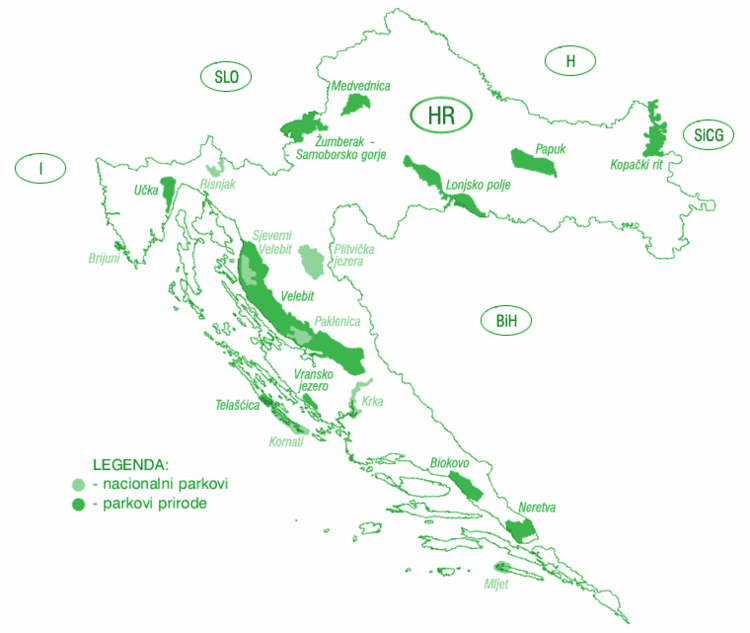 H
SLO
Medvednica
HR
SiCG
Žumberak -
Samoborsko gorje
Papuk
Kopački rit
I
Učka
Risnjak
Lonjsko polje
Brijuni
Sjeverni
Velebit
Plitvička
jezera
Velebit
BiH
Paklenica
Vransko
jezero
Telašćica
Krka
Kornati
LEGENDA:
- nacionalni parkovi
- parkovi prirode
Biokovo
Neretva
Mljet